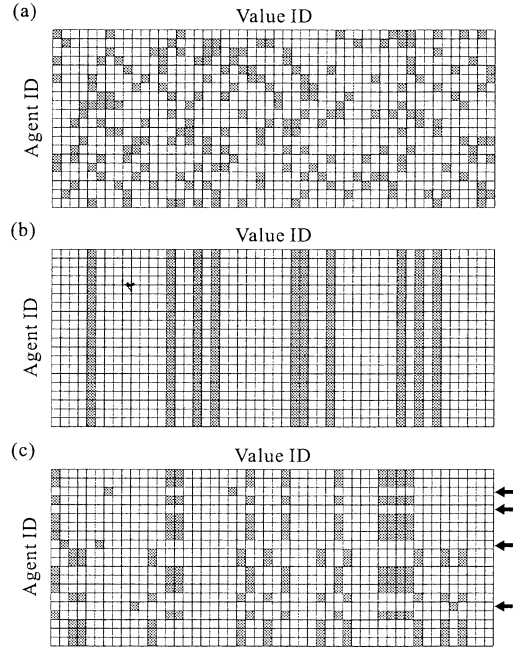 (a)
Value ID
Agent ID
(b)
Value ID
Agent ID
(c)
Value ID
Agent ID